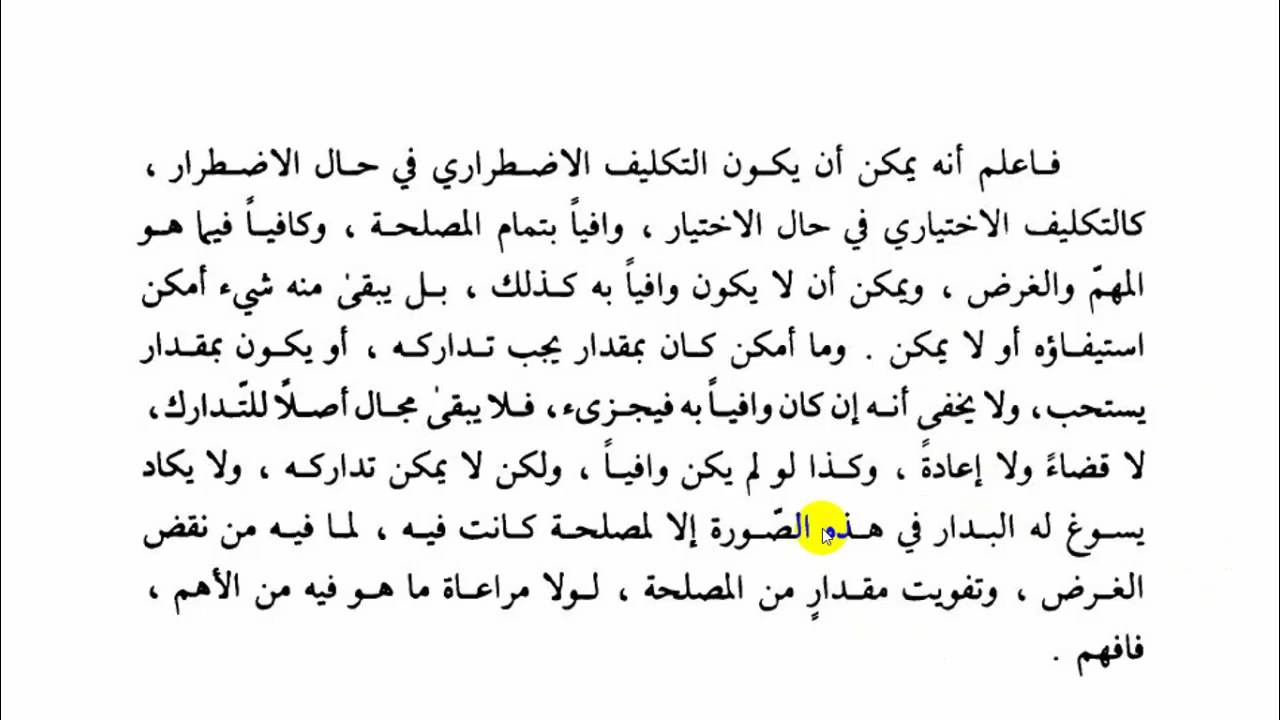 فاعلم أنه يمكن أن يكون التكليف الاضطراري في حال الاضطرار ،
كالتكليف الاختياري في حال الاختيار ، وافياً بتمام المصلحة ، وكافياً فيما هو
المهمّ والغرض ، ويمكن أن لا يكون وافياً به كذلك ، بل يبقىٰ منه شيء أمكن
استيفاؤه أو لا يمكن . وما أمكن كان بمقدار يجب تداركه ، أو يكون بمقدار
يستحب، ولا يخفى أنه إن كان وافياً به فيجزىء، فلا يبقىٰ مجال أصلًا للتّدارك،
لا قضاءً ولا إعادةً ، وكذا لو لم يكن وافياً ، ولكن لا يمكن تداركه ، ولا يكاد
يسوغ له البدار في هذه الصّورة إلا لمصلحة كانت فيه ، لما فيه من نقض
الغرض ، وتفويت مقدارٍ من المصلحة ، لولا مراعاة ما هو فيه من الأهم ،
فافهم .